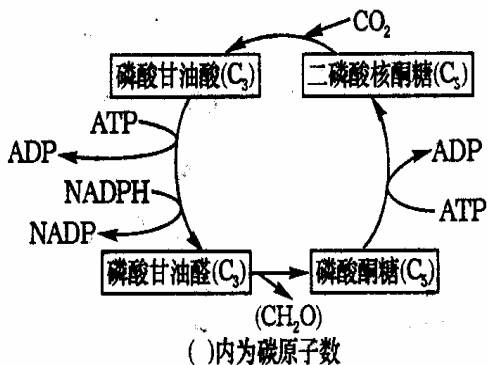 CO₂
磷酸甘油酸(C₃)
二磷酸核酮糖(C₅)
ATP
ADP
ADP
NADPH
ATP
NADP
磷酸甘油醛(C₃)
磷酸酮糖(C₅)
(CH₂O)
( )内为碳原子数